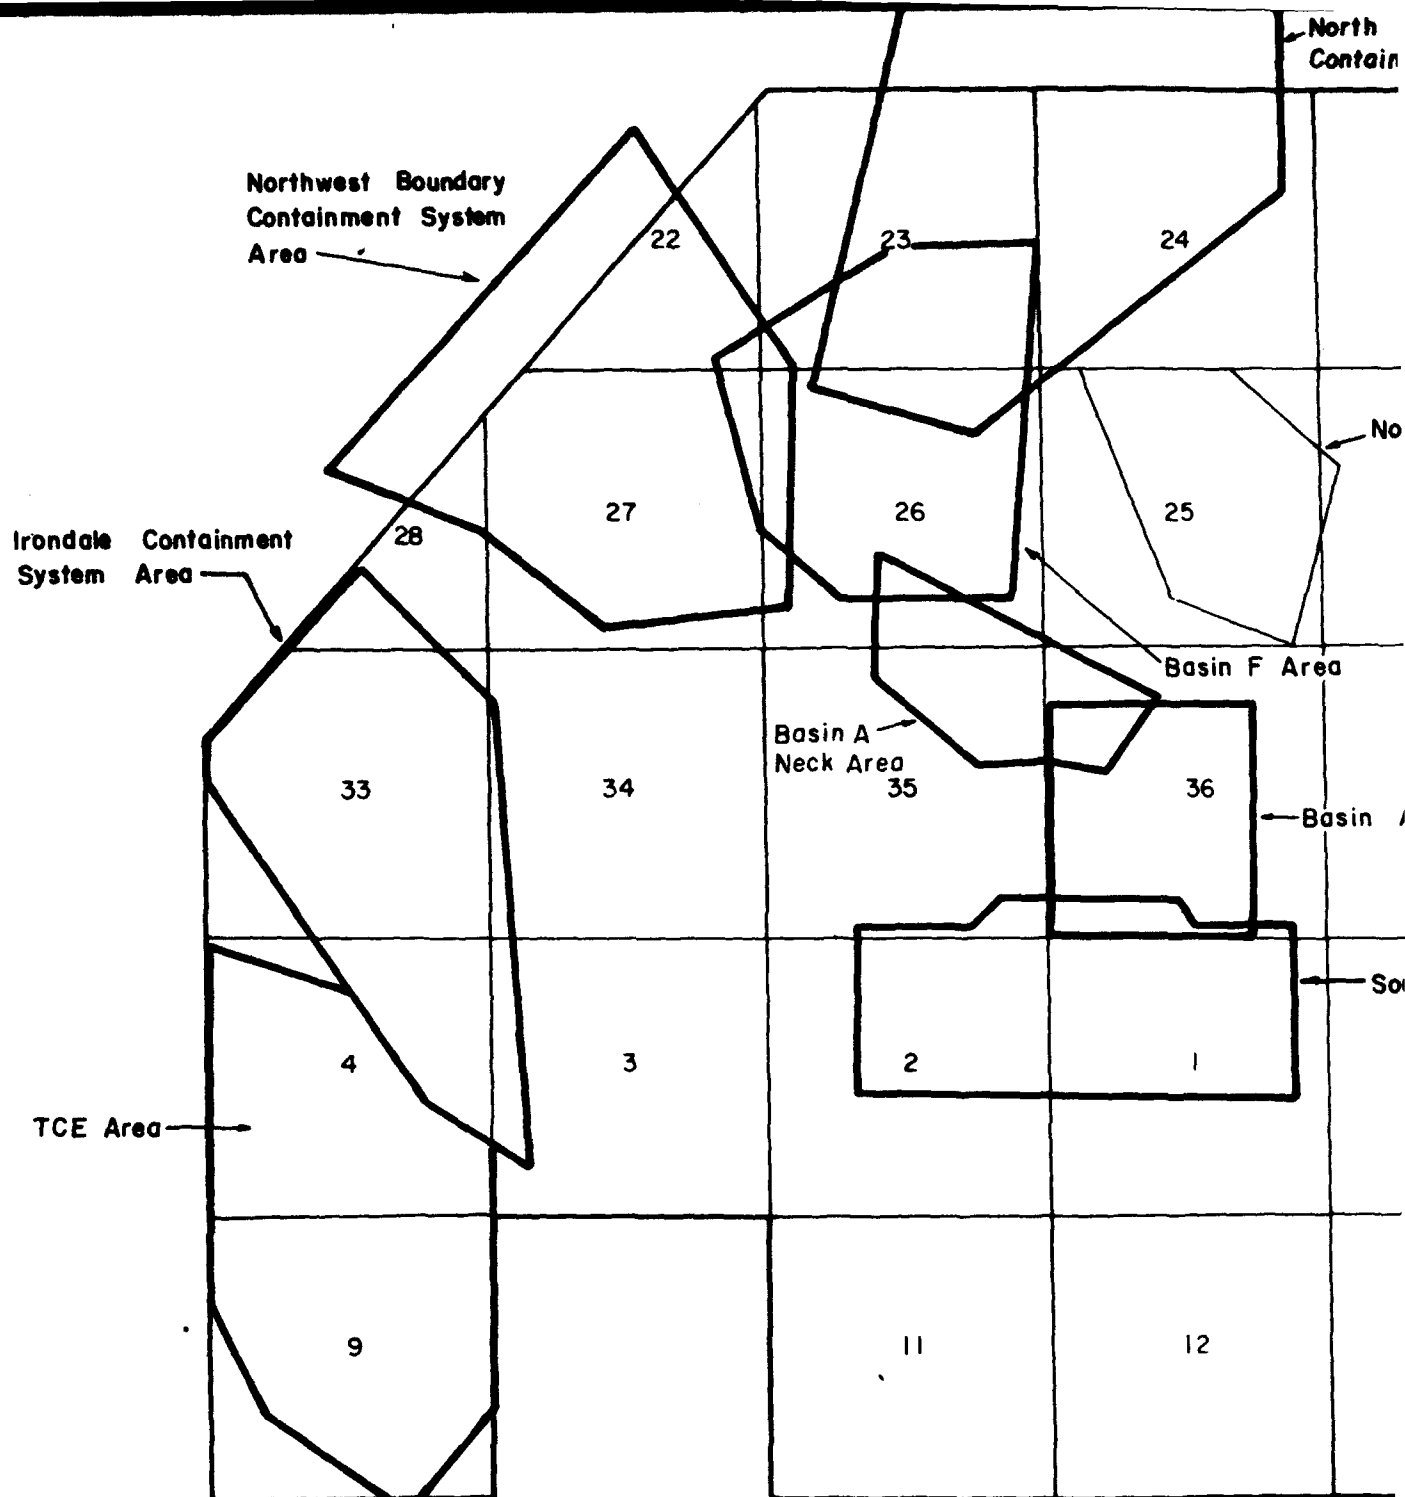 North
Contain
Northwest Boundary
Containment System
Area
22
23
24
No
27
26
25
28
Irondale Containment
System Area
Basin F Area
Basin A
Neck Area
33
34
35
36
Basin A
Sou
4
3
2
1
TCE Area
9
11
12